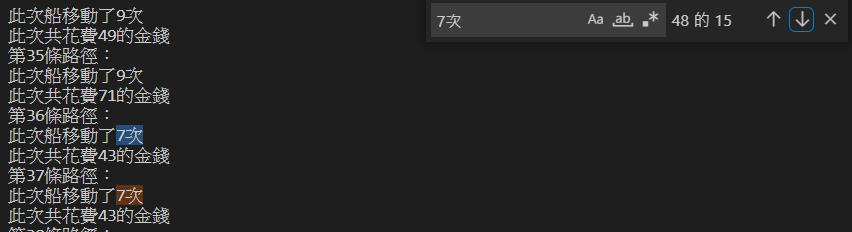 此次船移動了9次
此次共花費49的金錢
第35條路徑：
此次船移動了9次
此次共花費71的金錢
第36條路徑：
此次船移動了7次
此次共花費43的金錢
第37條路徑：
此次船移動了7次
此次共花費43的金錢
7次 Aa ab 48 的 15